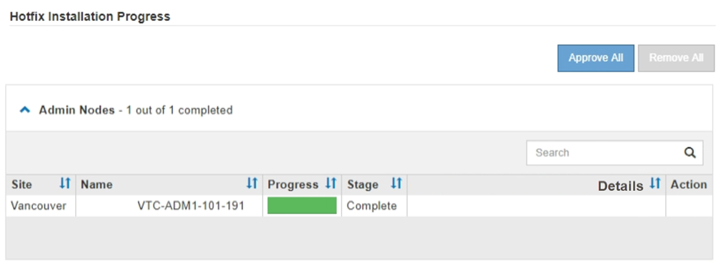 Hotfix Installation Progress
Approve All Remove All
Admin Nodes - 1 out of 1 completed
Search
Site Name Progress Stage Details Action
Vancouver VTC-ADM1-101-191 Complete